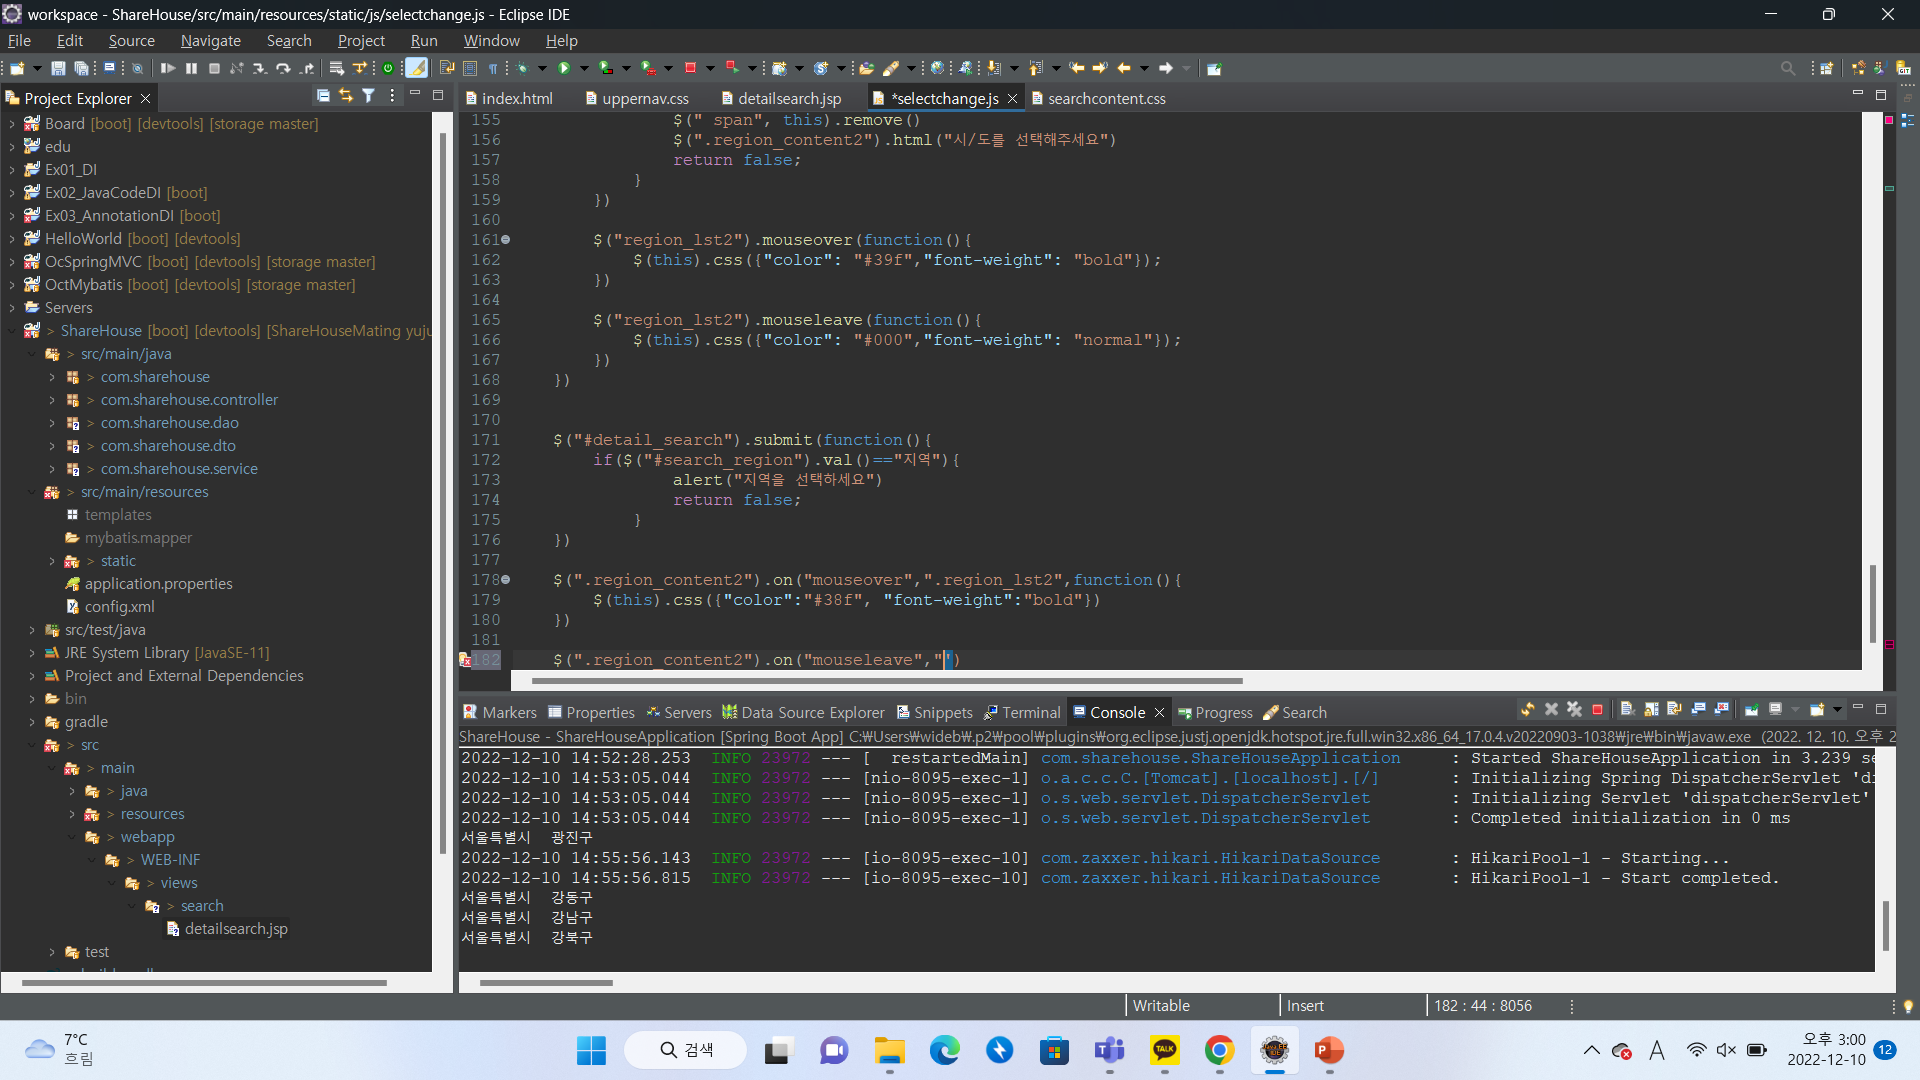 workspace - ShareHouse/src/main/resources/static/js/selectchange.js - Eclipse IDE
File Edit Source Navigate Search Project Run Window Help
Project Explorer
index.html uppernav.css detailsearch.jsp *selectchange.js searchcontent.css
Board [boot] [devtools] [storage master]
edu
Ex01_DI
Ex02_JavaCodeDI [boot]
Ex03_AnnotationDI [boot]
HelloWorld [boot] [devtools]
OcSpringMVC [boot] [devtools] [storage master]
OctMybatis [boot] [devtools] [storage master]
Servers
> ShareHouse [boot] [devtools] [ShareHouseMating yuju
> src/main/java
> com.sharehouse
> com.sharehouse.controller
> com.sharehouse.dao
> com.sharehouse.dto
> com.sharehouse.service
> src/main/resources
templates
mybatis.mapper
> static
application.properties
config.xml
src/test/java
JRE System Library [JavaSE-11]
Project and External Dependencies
bin
gradle
> src
> main
> java
> resources
> webapp
> WEB-INF
> views
> search
detailsearch.jsp
test
155 $(" span", this).remove()
156 $(".region_content2").html("시/도를 선택해주세요")
157 return false;
158 }
159 })
160
161 $("region_lst2").mouseover(function(){
162 $(this).css({"color": "#39f","font-weight": "bold"});
163 })
164
165 $("region_lst2").mouseleave(function(){
166 $(this).css({"color": "#000","font-weight": "normal"});
167 })
168 })
169
170
171 $("#detail_search").submit(function(){
172 if($("#search_region").val()=="지역"){
173 alert("지역을 선택하세요")
174 return false;
175 }
176 })
177
178 $(".region_content2").on("mouseover",".region_lst2",function(){
179 $(this).css({"color":"#38f", "font-weight":"bold"})
180 })
181
182 $(".region_content2").on("mouseleave","")
Markers Properties Servers Data Source Explorer Snippets Terminal Console Progress Search
ShareHouse - ShareHouseApplication [Spring Boot App] C:₩Users₩wideb₩.p2₩pool₩plugins₩org.eclipse.justj.openjdk.hotspot.jre.full.win32.x86_64_17.0.4.v20220903-1038₩jre₩bin₩javaw.exe (2022. 12. 10. 오후 2
2022-12-10 14:52:28.253 INFO 23972 --- [ restartedMain] com.sharehouse.ShareHouseApplication : Started ShareHouseApplication in 3.239 se
2022-12-10 14:53:05.044 INFO 23972 --- [nio-8095-exec-1] o.a.c.c.C.[Tomcat].[localhost].[/] : Initializing Spring DispatcherServlet 'di
2022-12-10 14:53:05.044 INFO 23972 --- [nio-8095-exec-1] o.s.web.servlet.DispatcherServlet : Initializing Servlet 'dispatcherServlet'
2022-12-10 14:53:05.044 INFO 23972 --- [nio-8095-exec-1] o.s.web.servlet.DispatcherServlet : Completed initialization in 0 ms
서울특별시 광진구
2022-12-10 14:55:56.143 INFO 23972 --- [io-8095-exec-10] com.zaxxer.hikari.HikariDataSource : HikariPool-1 - Starting...
2022-12-10 14:55:56.815 INFO 23972 --- [io-8095-exec-10] com.zaxxer.hikari.HikariDataSource : HikariPool-1 - Start completed.
서울특별시 강동구
서울특별시 강남구
서울특별시 강북구
Writable Insert 182 : 44 : 8056
7°C
흐림
검색
TALK
A
오후 3:00
2022-12-10
12